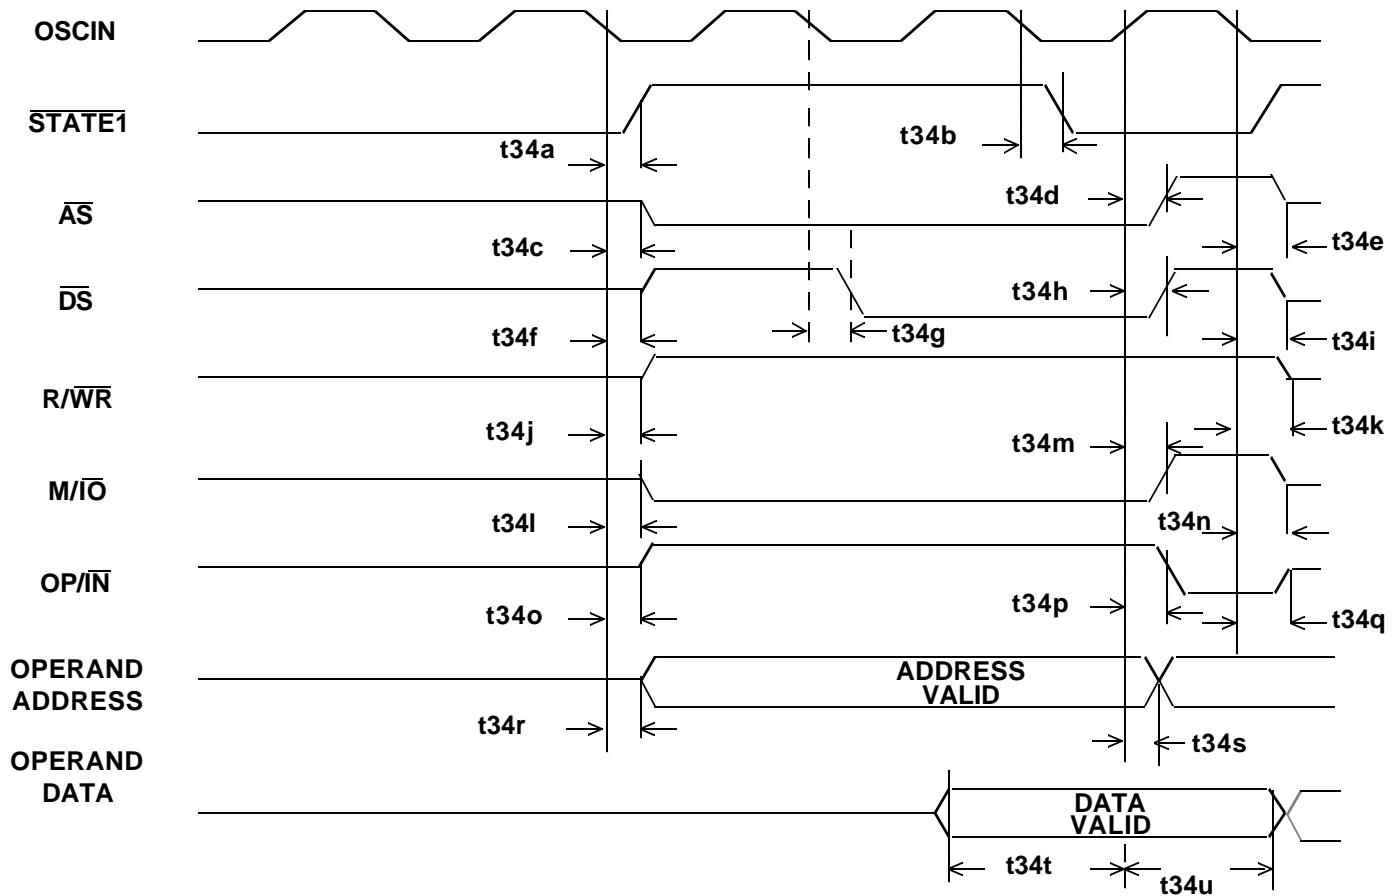 OSCIN
STATE1
t34a
t34b
AS
t34d
t34c
t34e
DS
t34h
t34f
t34g
t34i
R/WR
t34j
t34m
t34k
M/IO
t34l
t34n
OP/IN
t34o
t34p
t34q
OPERAND
ADDRESS
ADDRESS
VALID
t34r
t34s
OPERAND
DATA
DATA
VALID
t34t
t34u